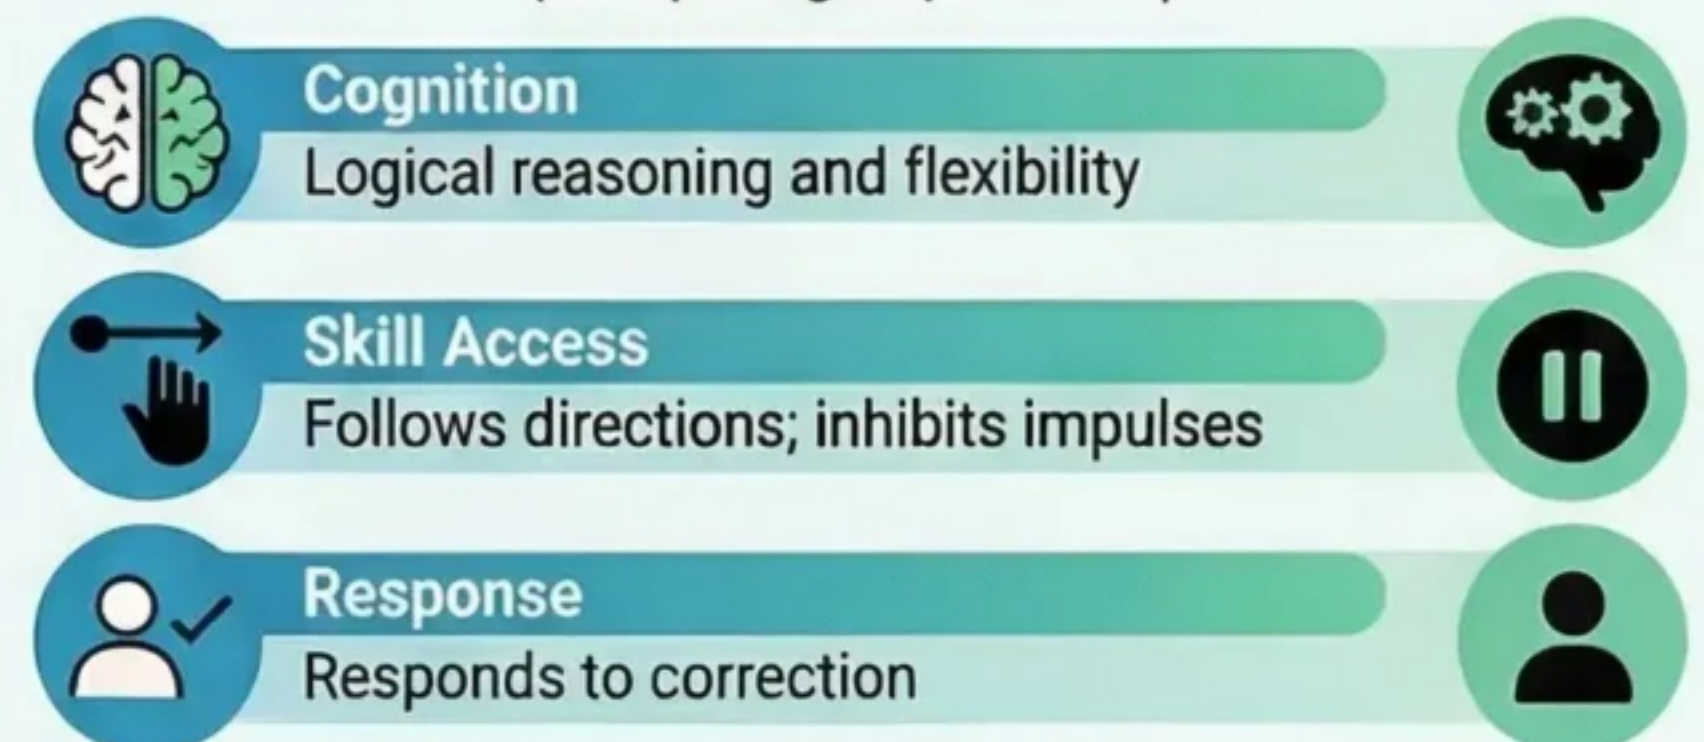 Cognition
Logical reasoning and flexibility
Skill Access
Follows directions; inhibits impulses
Response
Responds to correction